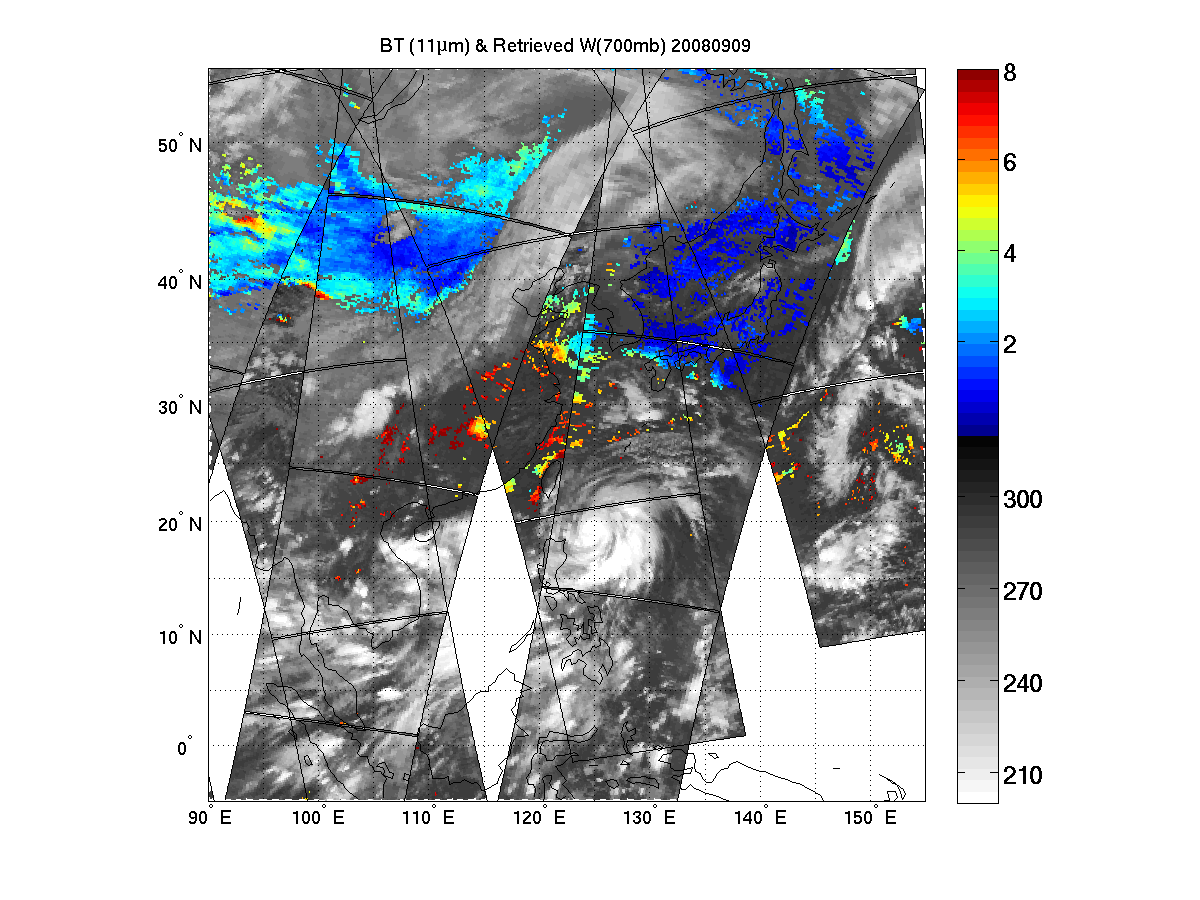 BT (11μm) & Retrieved W(700mb) 20080909
8
50° N
6
4
40° N
2
30° N
300
20° N
270
10° N
240
0°
210
90° E 100° E 110° E 120° E 130° E 140° E 150° E